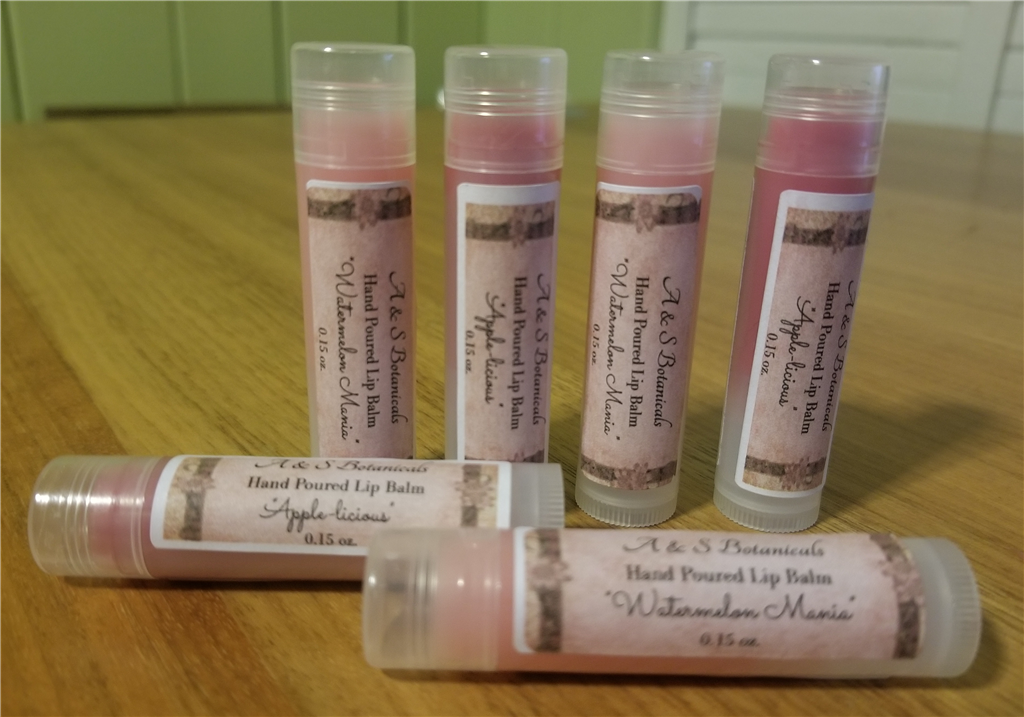 A & S Botanicals
Hand Poured Lip Balm
"Watermelon Mania"
0.15 oz.
A & S Botanicals
Hand Poured Lip Balm
"Apple-licious"
0.15 oz.
A & S Botanicals
Hand Poured Lip Balm
"Watermelon Mania"
0.15 oz.
A & S Botanicals
Hand Poured Lip Balm
"Apple-licious"
0.15 oz.
A & S Botanicals
Hand Poured Lip Balm
"Apple-licious"
0.15 oz.
A & S Botanicals
Hand Poured Lip Balm
"Watermelon Mania"
0.15 oz.